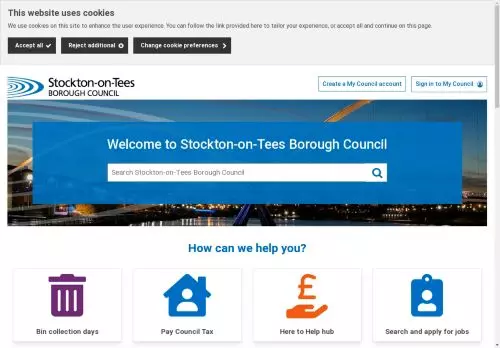 This website uses cookies
We use cookies on this site to enhance the user experience. You can follow the link provided here to tailor your experience, or accept all and continue on this page.
Accept all
Reject additional
Change cookie preferences
Stockton-on-Tees
BOROUGH COUNCIL
Create a My Council account
Sign in to My Council
Welcome to Stockton-on-Tees Borough Council
Search Stockton-on-Tees Borough Council
How can we help you?
Bin collection days
Pay Council Tax
Here to Help hub
Search and apply for jobs